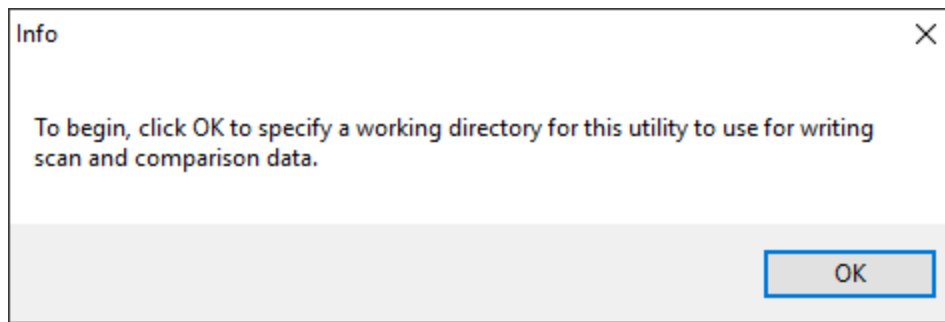 Info
To begin, click OK to specify a working directory for this utility to use for writing
scan and comparison data.
OK